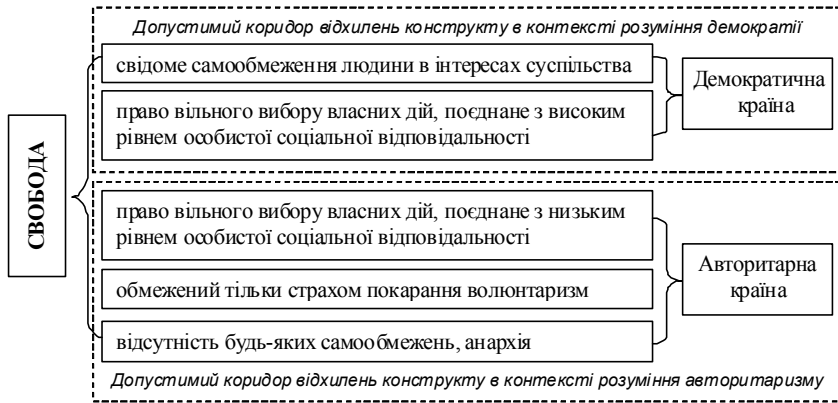 Допустимий коридор відхилень конструкту в контексті розуміння демократії
свідоме самообмеження людини в інтересах суспільства
право вільного вибору власних дій, поєднане з високим
рівнем особистої соціальної відповідальності
Демократична
країна
СВОБОДА
право вільного вибору власних дій, поєднане з низьким
рівнем особистої соціальної відповідальності
обмежений тільки страхом покарання волюнтаризм
відсутність будь-яких самообмежень, анархія
Авторитарна
країна
Допустимий коридор відхилень конструкту в контексті розуміння авторитаризму